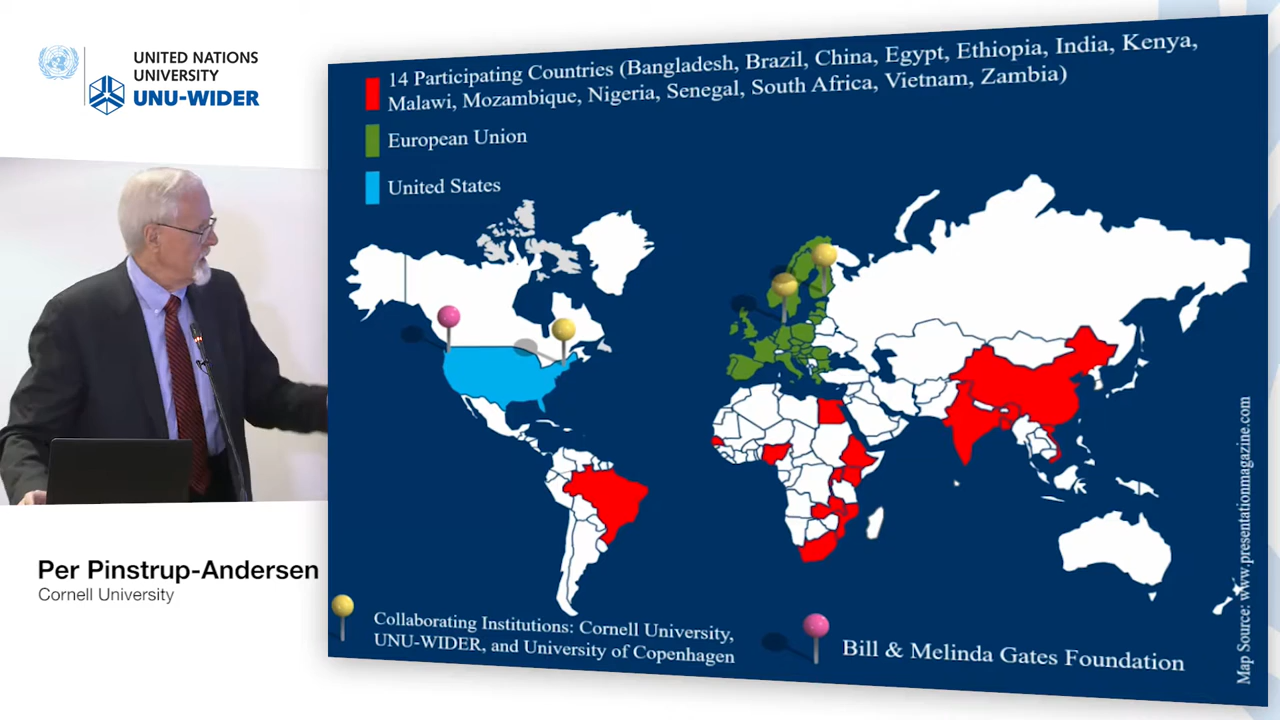 UNITED NATIONS
UNIVERSITY
UNU-WIDER
14 Participating Countries (Bangladesh, Brazil, China, Egypt, Ethiopia, India, Kenya,
Malawi, Mozambique, Nigeria, Senegal, South Africa, Vietnam, Zambia)
European Union
United States
Per Pinstrup-Andersen
Cornell University
Collaborating Institutions: Cornell University,
UNU-WIDER, and University of Copenhagen
Bill & Melinda Gates Foundation
Map Source: www.presentationmagazine.com